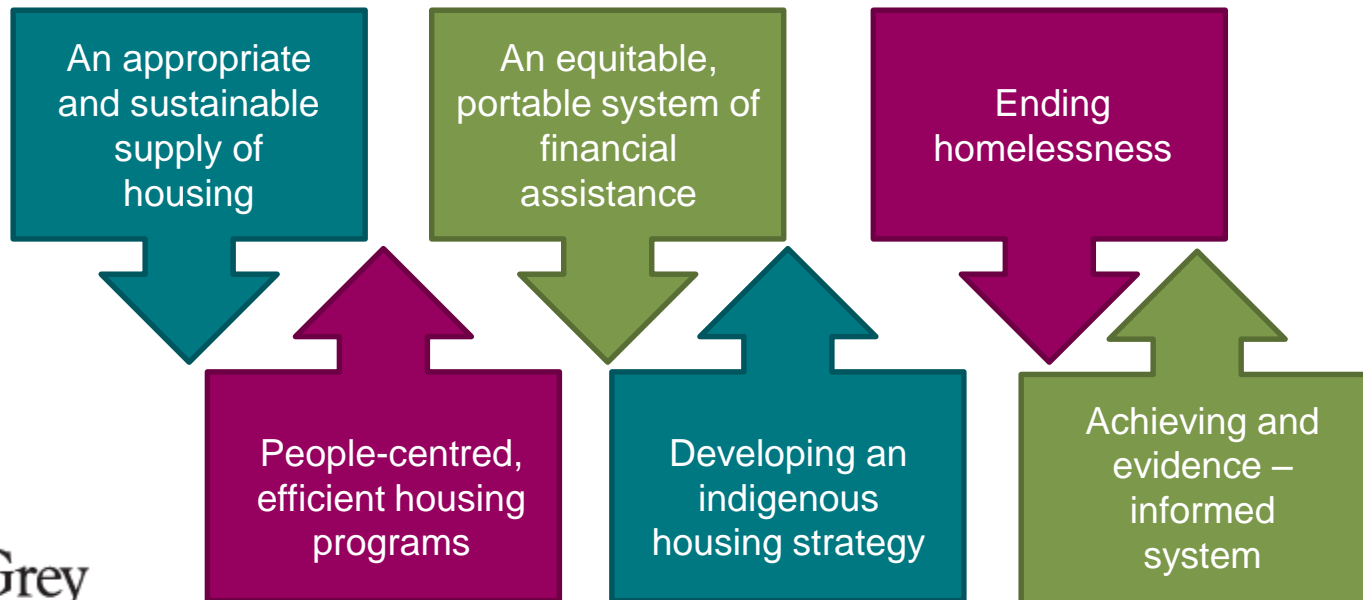 An appropriate
and sustainable
supply of
housing
An equitable,
portable system of
financial
assistance
Ending
homelessness
People-centred,
efficient housing
programs
Developing an
indigenous
housing strategy
Achieving and
evidence –
informed
system
Grey